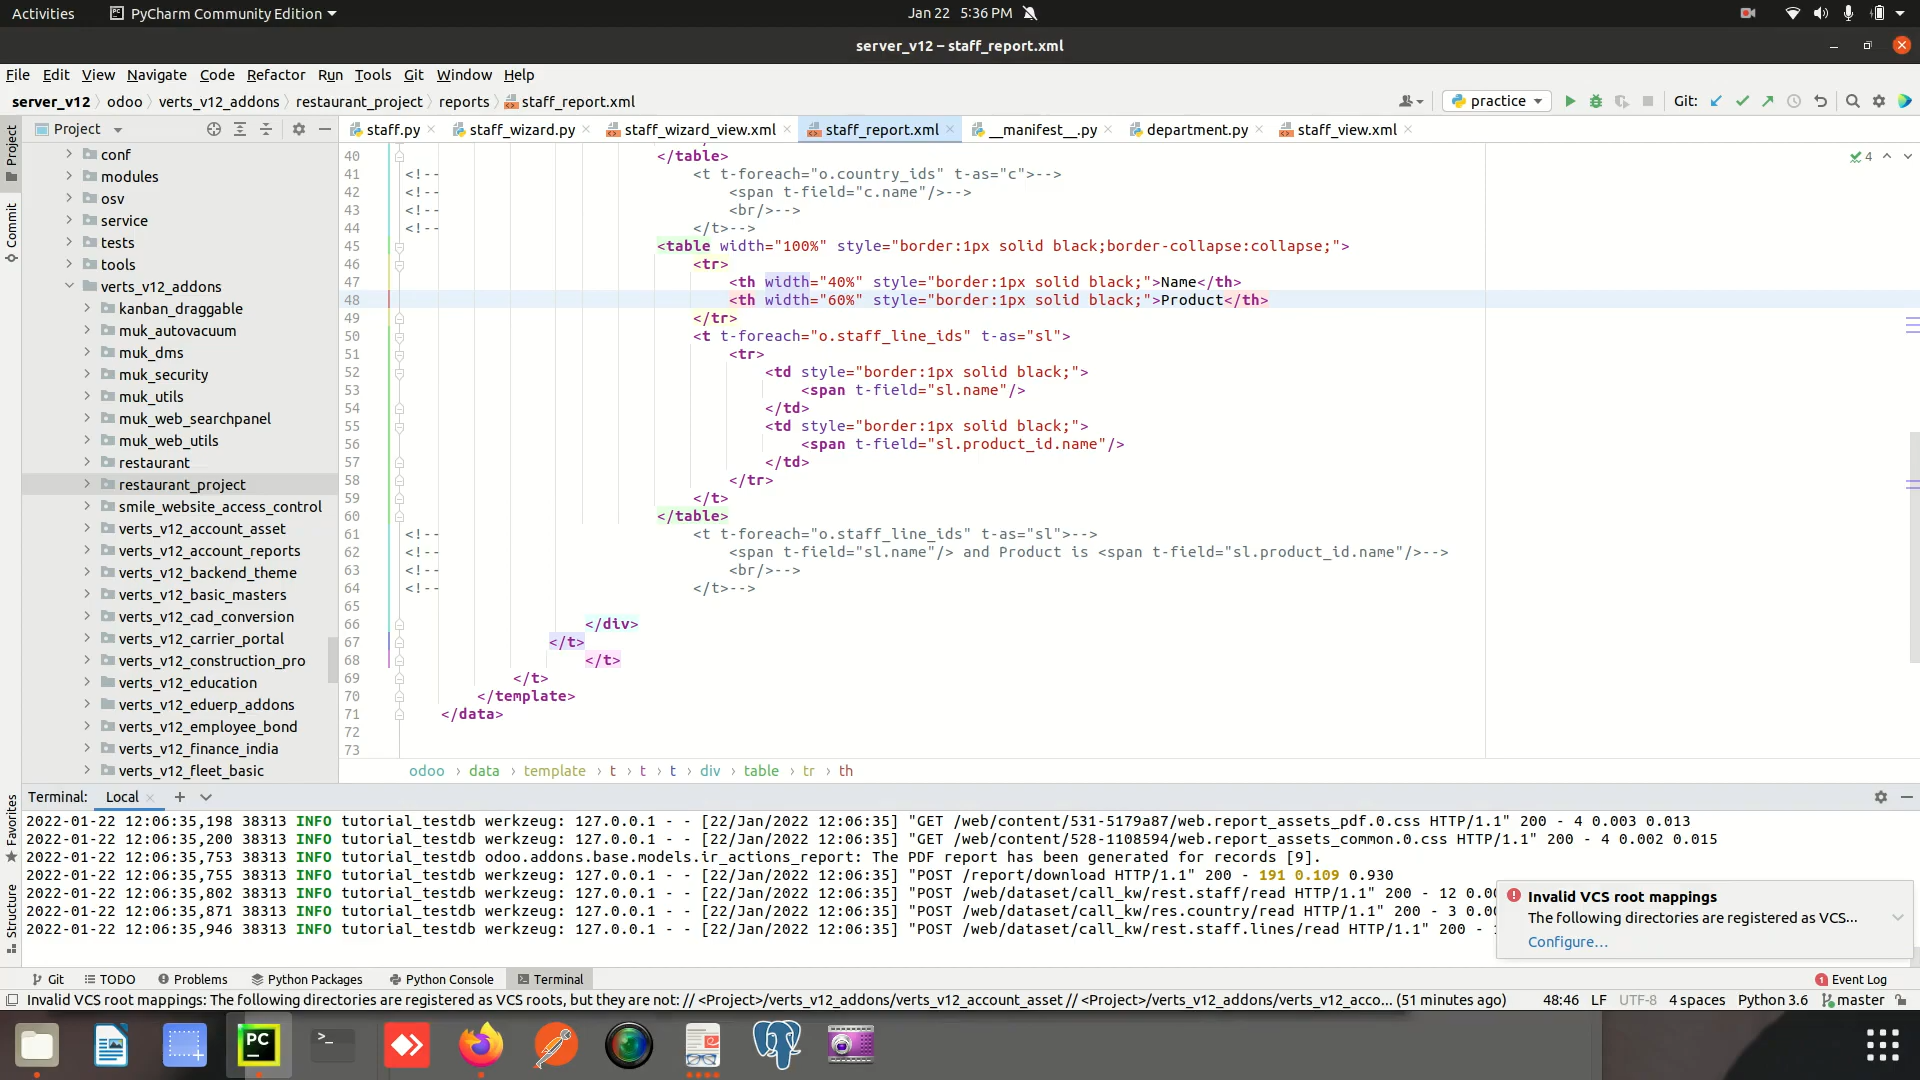 Activities PyCharm Community Edition Jan 22 5:36 PM
server_v12 – staff_report.xml
File Edit View Navigate Code Refactor Run Tools Git Window Help
server_v12 odoo verts_v12_addons restaurant_project reports staff_report.xml practice Git:
Project staff.py staff_wizard.py staff_wizard_view.xml staff_report.xml __manifest__.py department.py staff_view.xml
Project
Commit
Favorites
Structure
conf
modules
osv
service
tests
tools
verts_v12_addons
kanban_draggable
muk_autovacuum
muk_dms
muk_security
muk_utils
muk_web_searchpanel
muk_web_utils
restaurant
restaurant_project
smile_website_access_control
verts_v12_account_asset
verts_v12_account_reports
verts_v12_backend_theme
verts_v12_basic_masters
verts_v12_cad_conversion
verts_v12_carrier_portal
verts_v12_construction_pro
verts_v12_education
verts_v12_eduerp_addons
verts_v12_employee_bond
verts_v12_finance_india
verts_v12_fleet_basic
4
40 </table>
41 <!-- <t t-foreach="o.country_ids" t-as="c">-->
42 <!-- <span t-field="c.name"/>-->
43 <!-- <br/>-->
44 <!-- </t>-->
45 <table width="100%" style="border:1px solid black;border-collapse:collapse;">
46 <tr>
47 <th width="40%" style="border:1px solid black;">Name</th>
48 <th width="60%" style="border:1px solid black;">Product</th>
49 </tr>
50 <t t-foreach="o.staff_line_ids" t-as="sl">
51 <tr>
52 <td style="border:1px solid black;">
53 <span t-field="sl.name"/>
54 </td>
55 <td style="border:1px solid black;">
56 <span t-field="sl.product_id.name"/>
57 </td>
58 </tr>
59 </t>
60 </table>
61 <!-- <t t-foreach="o.staff_line_ids" t-as="sl">-->
62 <!-- <span t-field="sl.name"/> and Product is <span t-field="sl.product_id.name"/>-->
63 <!-- <br/>-->
64 <!-- </t>-->
65
66 </div>
67 </t>
68 </t>
69 </t>
70 </template>
71 </data>
72
73
odoo data template t t t div table tr th
Terminal: Local
2022-01-22 12:06:35,198 38313 INFO tutorial_testdb werkzeug: 127.0.0.1 - - [22/Jan/2022 12:06:35] "GET /web/content/531-5179a87/web.report_assets_pdf.0.css HTTP/1.1" 200 - 4 0.003 0.013
2022-01-22 12:06:35,200 38313 INFO tutorial_testdb werkzeug: 127.0.0.1 - - [22/Jan/2022 12:06:35] "GET /web/content/528-1108594/web.report_assets_common.0.css HTTP/1.1" 200 - 4 0.002 0.015
2022-01-22 12:06:35,753 38313 INFO tutorial_testdb odoo.addons.base.models.ir_actions_report: The PDF report has been generated for records [9].
2022-01-22 12:06:35,755 38313 INFO tutorial_testdb werkzeug: 127.0.0.1 - - [22/Jan/2022 12:06:35] "POST /report/download HTTP/1.1" 200 - 191 0.109 0.930
2022-01-22 12:06:35,802 38313 INFO tutorial_testdb werkzeug: 127.0.0.1 - - [22/Jan/2022 12:06:35] "POST /web/dataset/call_kw/rest.staff/read HTTP/1.1" 200 - 12 0.00
2022-01-22 12:06:35,871 38313 INFO tutorial_testdb werkzeug: 127.0.0.1 - - [22/Jan/2022 12:06:35] "POST /web/dataset/call_kw/res.country/read HTTP/1.1" 200 - 3 0.00
2022-01-22 12:06:35,946 38313 INFO tutorial_testdb werkzeug: 127.0.0.1 - - [22/Jan/2022 12:06:35] "POST /web/dataset/call_kw/rest.staff.lines/read HTTP/1.1" 200 -
Invalid VCS root mappings
The following directories are registered as VCS...
Configure...
Git TODO Problems Python Packages Python Console Terminal 1 Event Log
Invalid VCS root mappings: The following directories are registered as VCS roots, but they are not: // <Project>/verts_v12_addons/verts_v12_account_asset // <Project>/verts_v12_addons/verts_v12_acco... (51 minutes ago) 48:46 LF UTF-8 4 spaces Python 3.6 master
PC